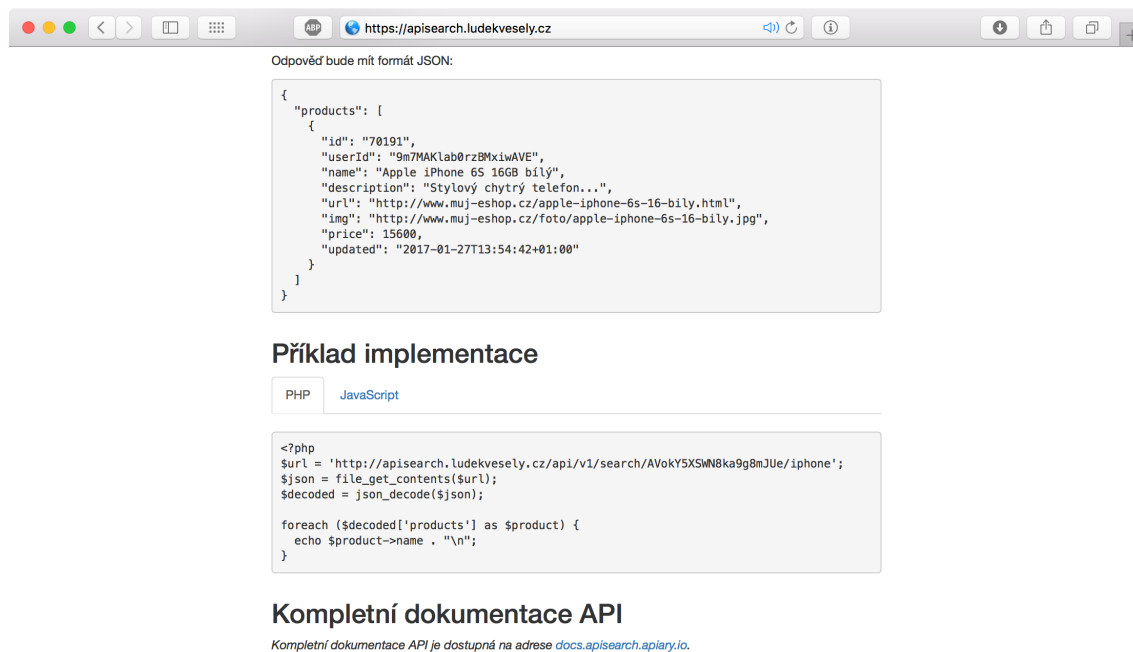 ABP
https://apisearch.ludekvesely.cz
Odpověď bude mít formát JSON:
{
  "products": [
    {
      "id": "70191",
      "userId": "9m7MAKlab0rzBMxiwAVE",
      "name": "Apple iPhone 6S 16GB bílý",
      "description": "Stylový chytrý telefon...",
      "url": "http://www.muj-eshop.cz/apple-iphone-6s-16-bily.html",
      "img": "http://www.muj-eshop.cz/foto/apple-iphone-6s-16-bily.jpg",
      "price": 15600,
      "updated": "2017-01-27T13:54:42+01:00"
    }
  ]
}
Příklad implementace
PHP JavaScript
<?php
$url = 'http://apisearch.ludekvesely.cz/api/v1/search/AVokY5XSWN8ka9g8mJUe/iphone';
$json = file_get_contents($url);
$decoded = json_decode($json);
foreach ($decoded['products'] as $product) {
  echo $product->name . "\n";
}
Kompletní dokumentace API
Kompletní dokumentace API je dostupná na adrese docs.apisearch.apiary.io.